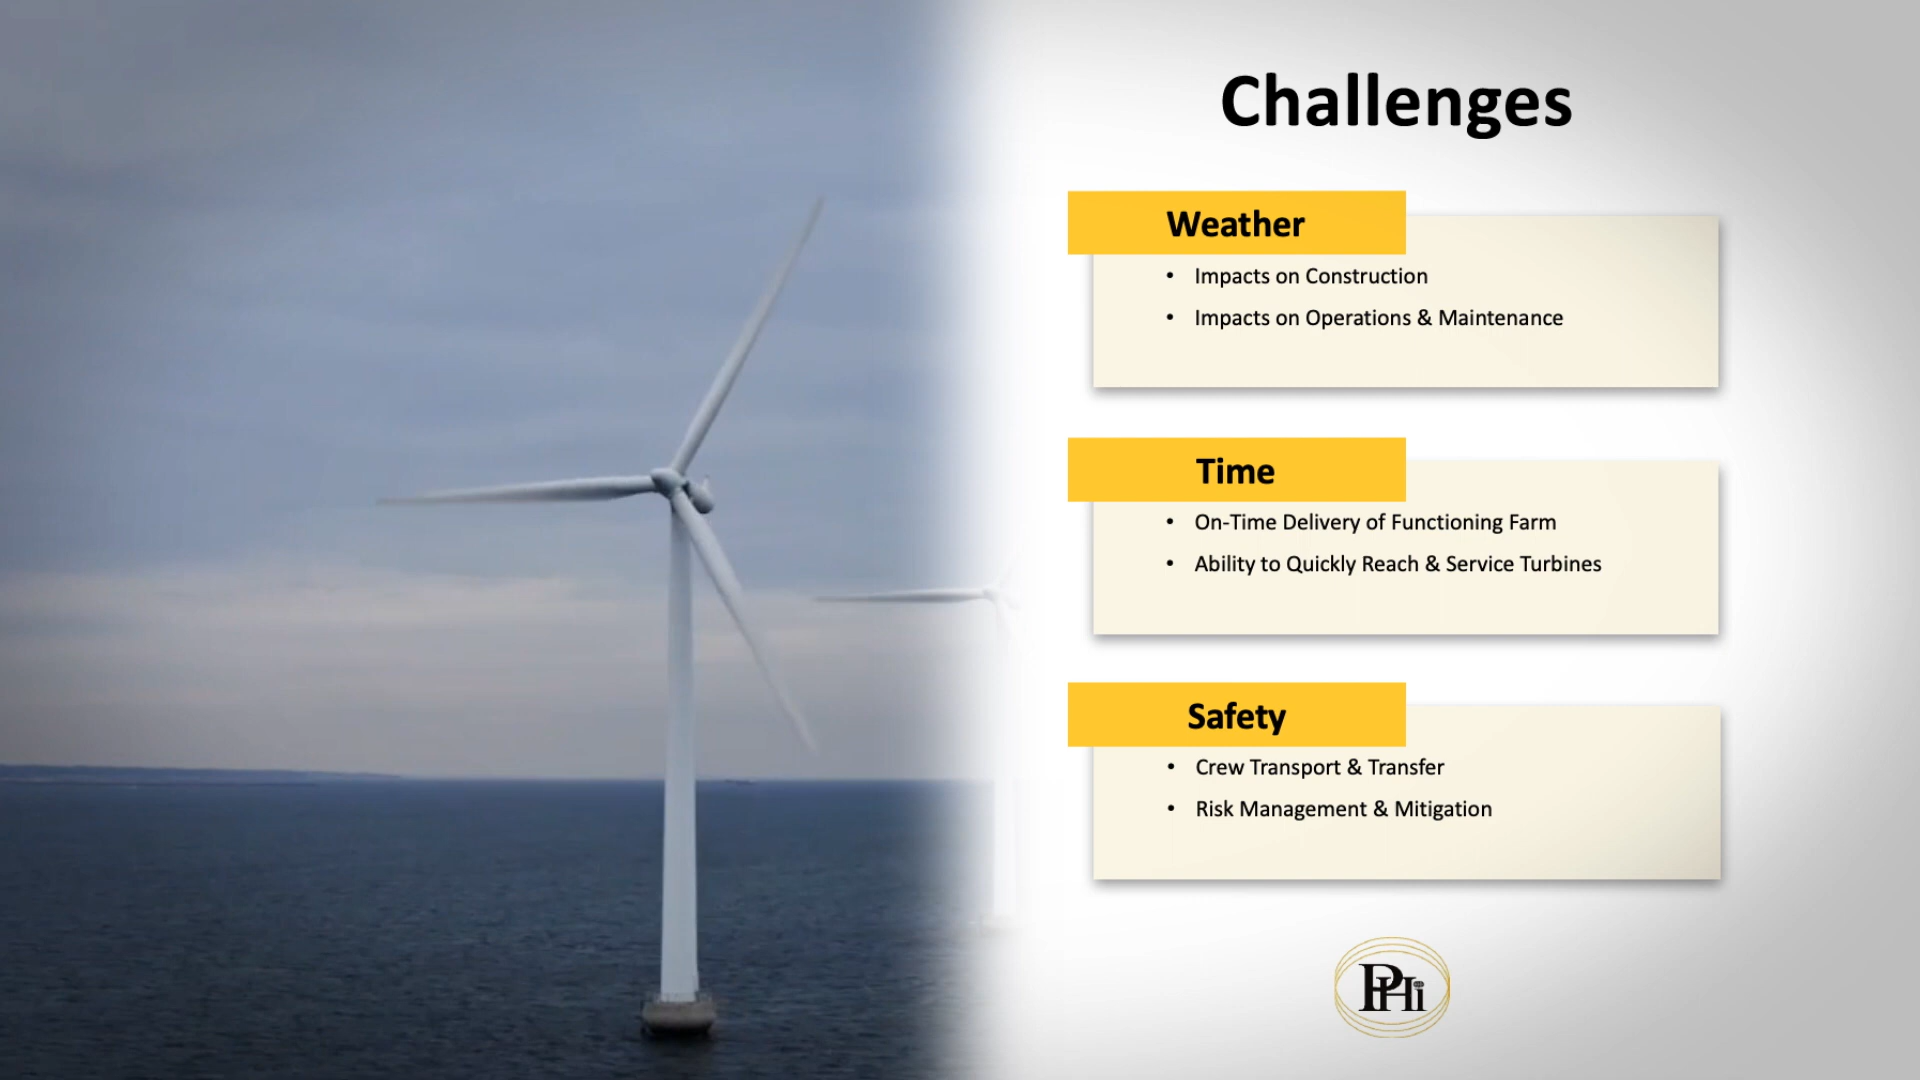 Challenges
Weather
• Impacts on Construction
• Impacts on Operations & Maintenance
Time
• On-Time Delivery of Functioning Farm
• Ability to Quickly Reach & Service Turbines
Safety
• Crew Transport & Transfer
• Risk Management & Mitigation
PHi